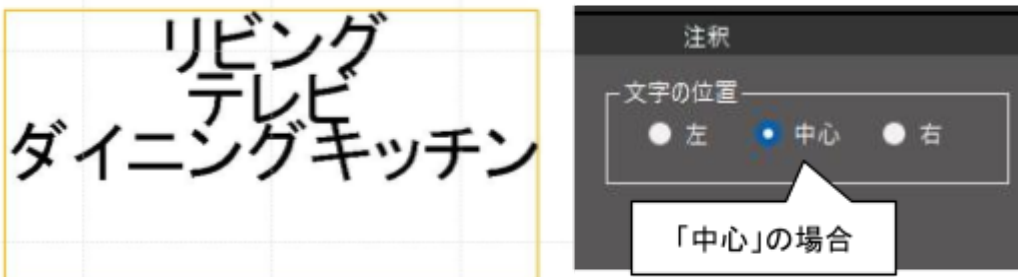 リビング
テレビ
ダイニングキッチン
注釈
文字の位置
左 中心 右
「中心」の場合